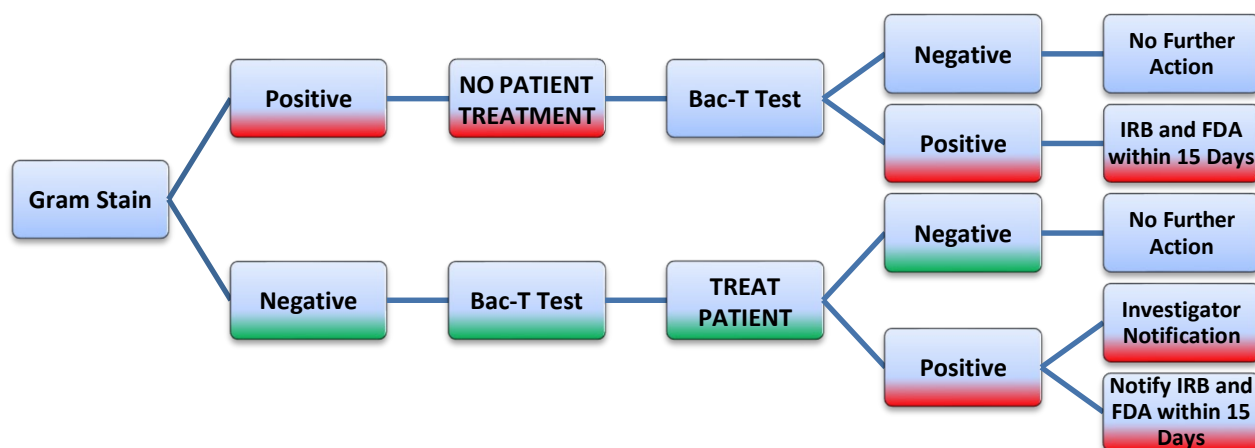 Gram Stain
Positive
NO PATIENT
TREATMENT
Bac-T Test
Negative
No Further
Action
Positive
IRB and FDA
within 15 Days
Negative
Bac-T Test
TREAT
PATIENT
Negative
No Further
Action
Positive
Investigator
Notification
Notify IRB and
FDA within 15
Days